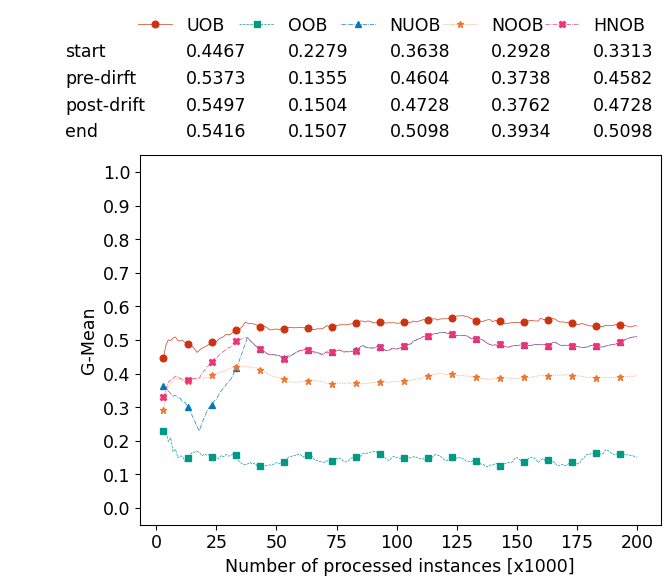 UOB OOB NUOB NOOB HNOB
start 0.4467 0.2279 0.3638 0.2928 0.3313
pre-dirft 0.5373 0.1355 0.4604 0.3738 0.4582
post-drift 0.5497 0.1504 0.4728 0.3762 0.4728
end 0.5416 0.1507 0.5098 0.3934 0.5098
1.0
0.9
0.8
0.7
0.6
0.5
0.4
0.3
0.2
0.1
0.0
G-Mean
0 25 50 75 100 125 150 175 200
Number of processed instances [x1000]